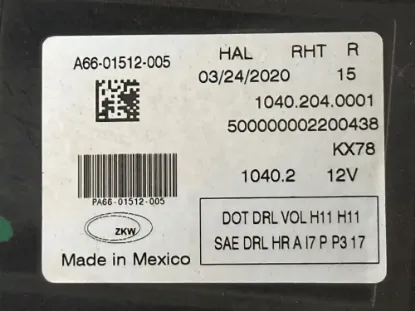 A66-01512-005
HAL RHT R
03/24/2020 15
1040.204.0001
500000002200438
KX78
1040.2 12V
PA66-01512-005
ZKW
Made in Mexico
DOT DRL VOL H11 H11
SAE DRL HR A I7 P P3 17